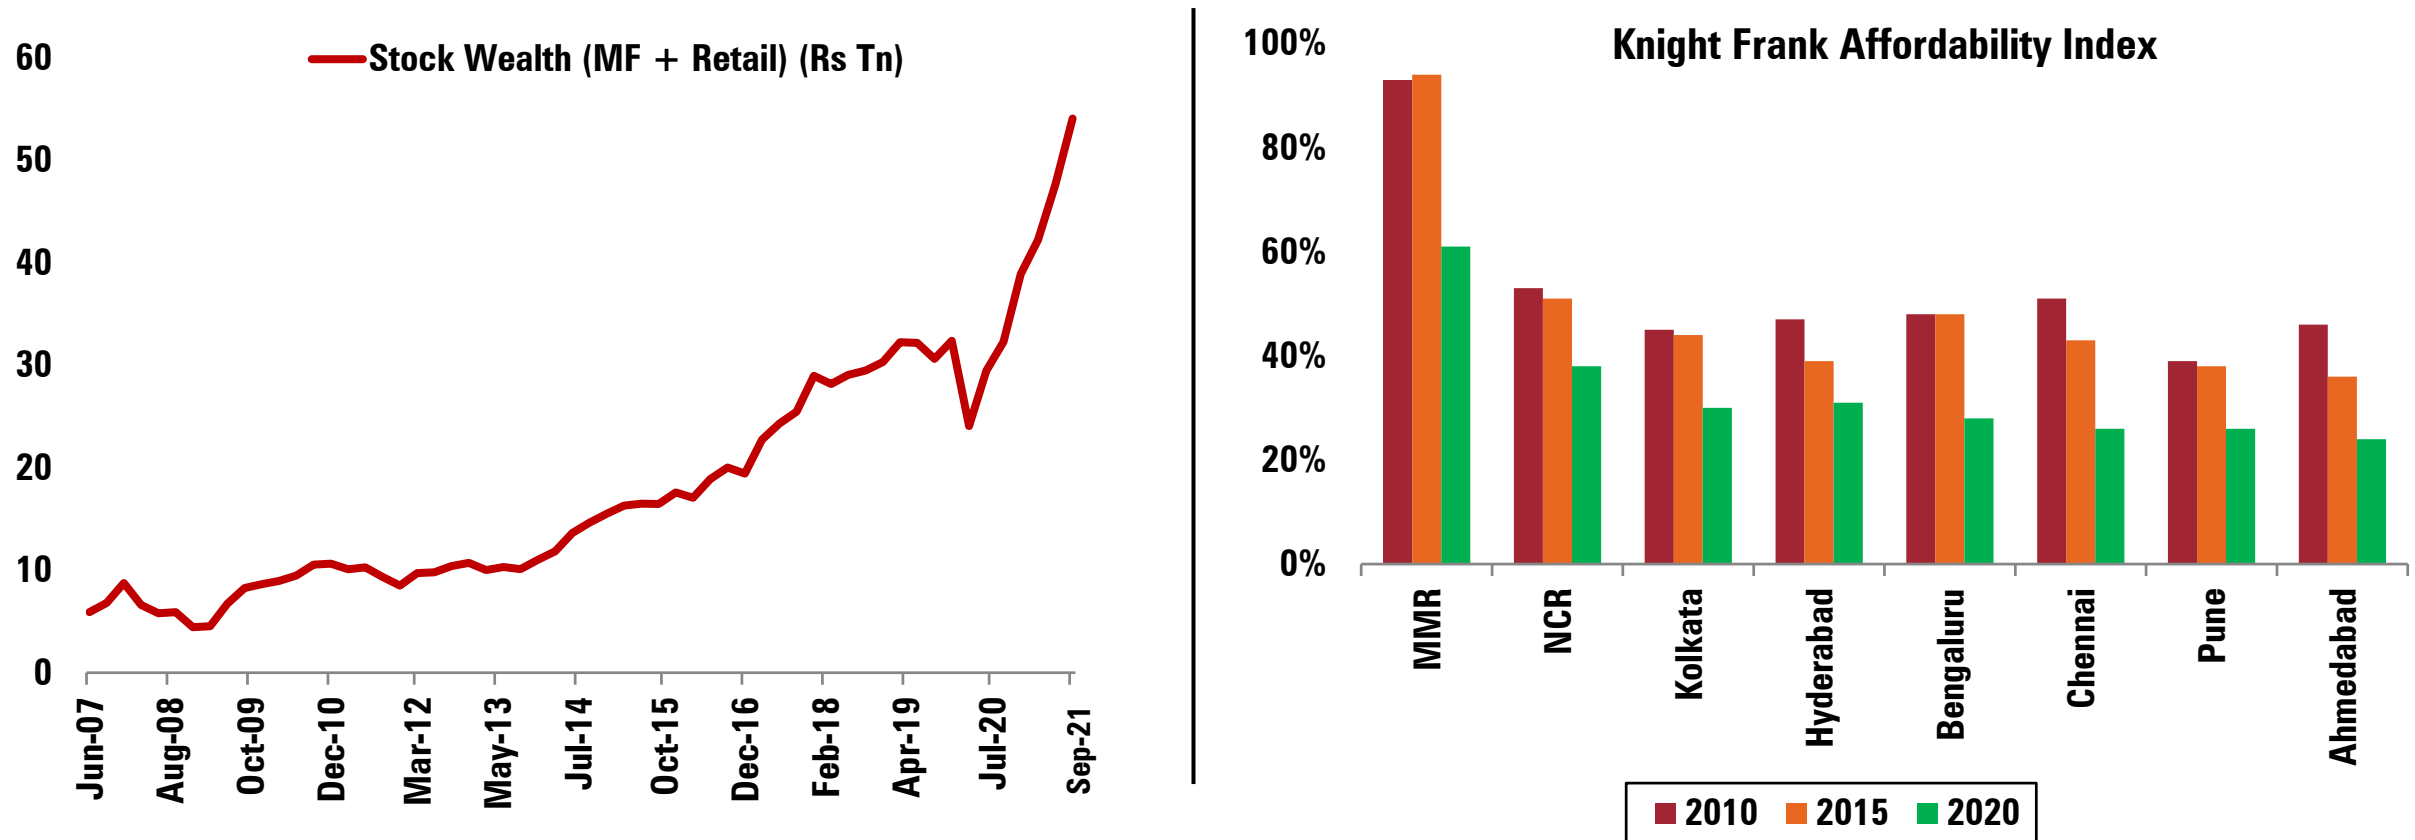 Stock Wealth (MF + Retail) (Rs Tn)
60
50
40
30
20
10
0
Jun-07
Aug-08
Oct-09
Dec-10
Mar-12
May-13
Jul-14
Oct-15
Dec-16
Feb-18
Apr-19
Jul-20
Sep-21
Knight Frank Affordability Index
100%
80%
60%
40%
20%
0%
MMR
NCR
Kolkata
Hyderabad
Bengaluru
Chennai
Pune
Ahmedabad
2010 2015 2020